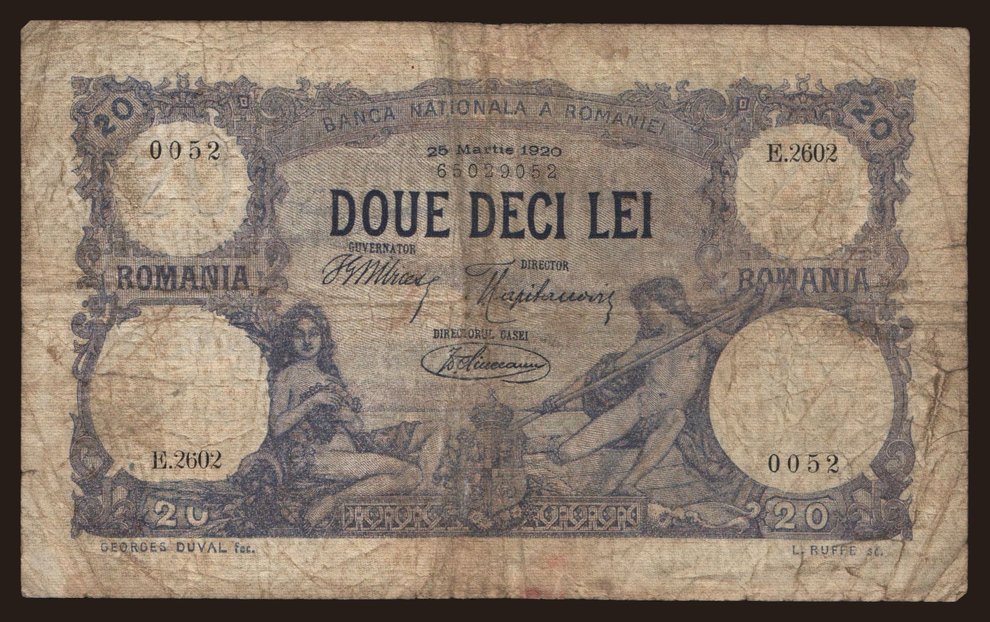 BANCA NATIONALA A ROMANIEI
20
20
25 Martie 1920
65029052
0052
E.2602
DOUE DECI LEI
GUVERNATOR
DIRECTOR
ROMANIA
ROMANIA
DIRECTORUL CASEI
E.2602
0052
20
20
GEORGES DUVAL fec.
L. RUFFE sc.